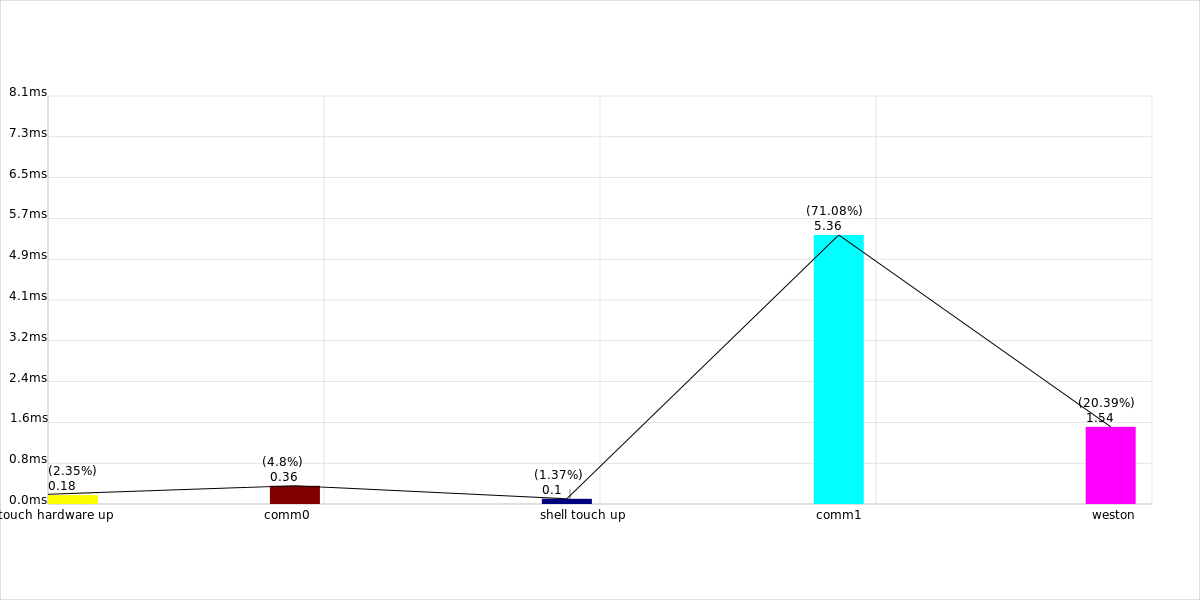 8.1ms
7.3ms
6.5ms
5.7ms
4.9ms
4.1ms
3.2ms
2.4ms
1.6ms
0.8ms
0.0ms
(2.35%)
0.18
(4.8%)
0.36
(1.37%)
0.1
(71.08%)
5.36
(20.39%)
1.54
touch hardware up
comm0
shell touch up
comm1
weston